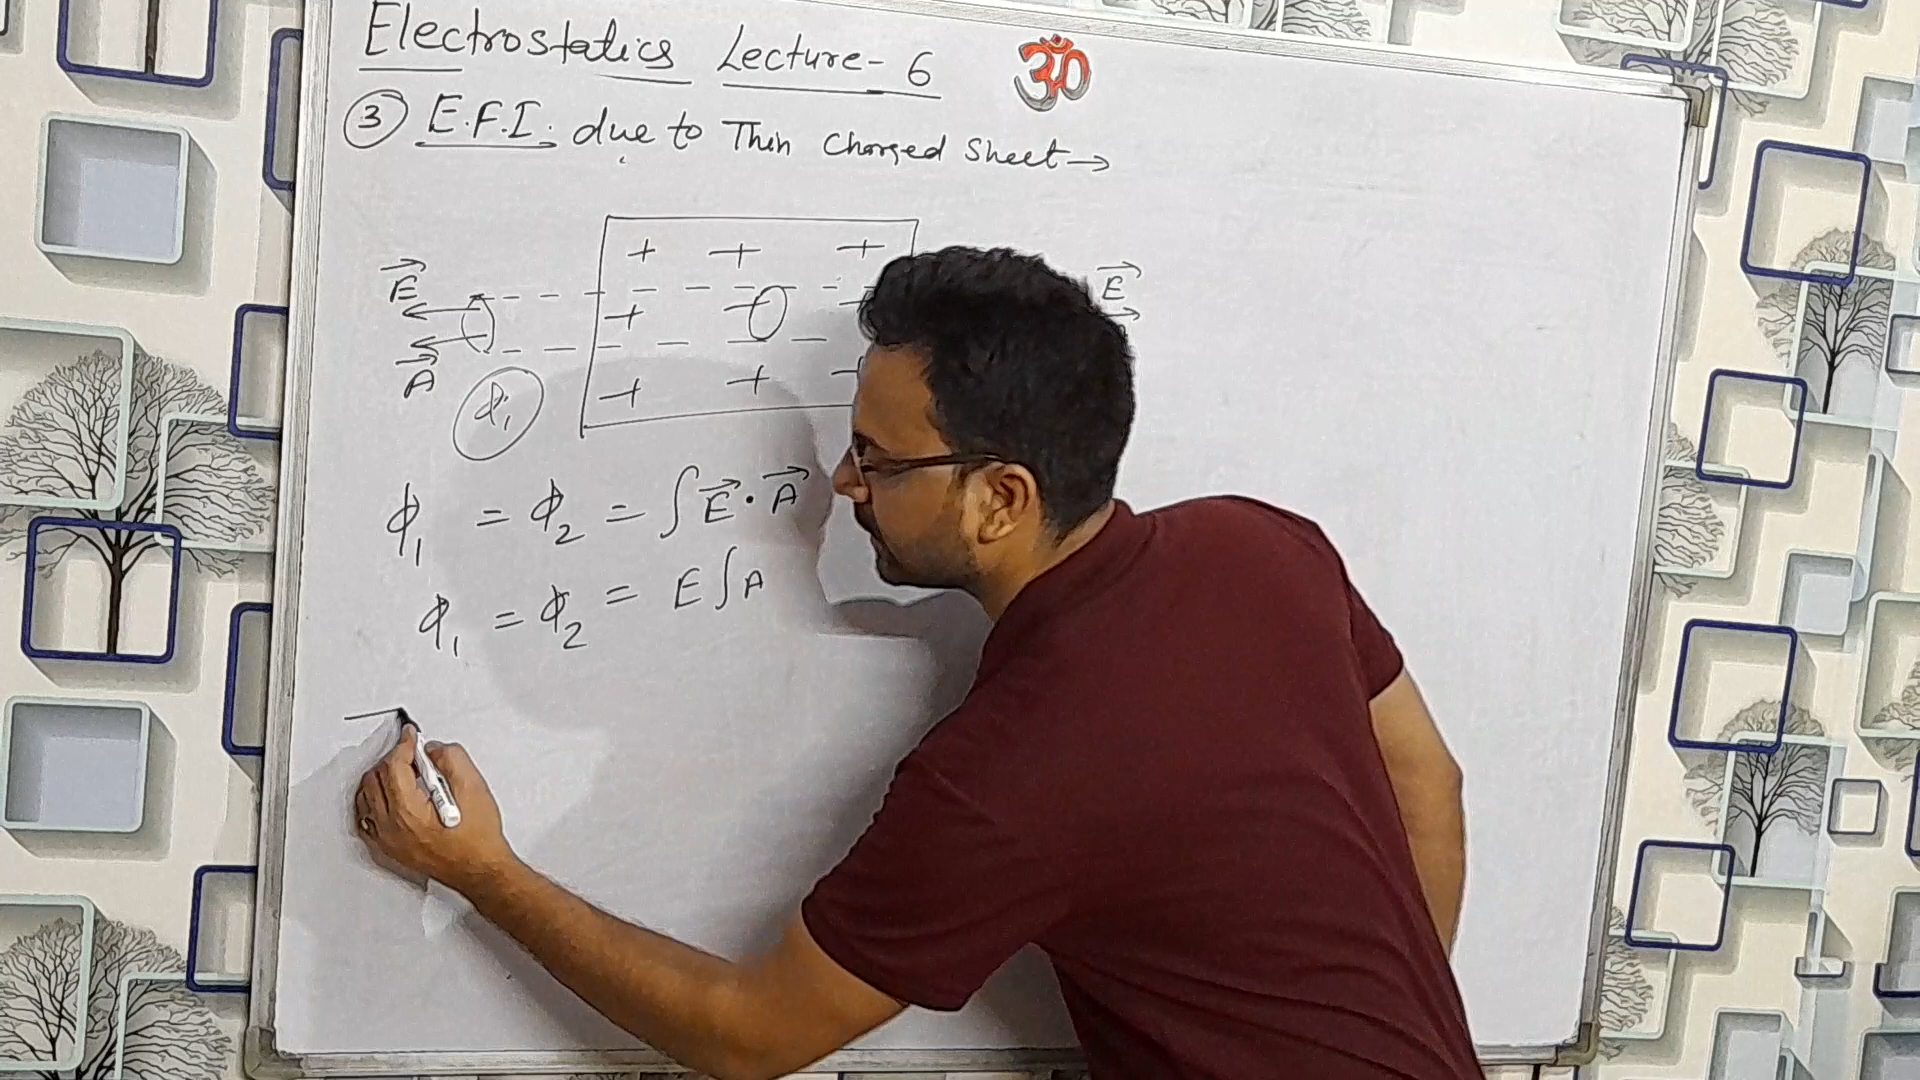 Electrostatics Lecture - 6 ॐ
③ E.F.I. due to Thin Charged Sheet →
+ + +
E⃗ + + E⃗
A⃗ + +
ϕ₁
ϕ₁ = ϕ₂ = ∫ E⃗ · A⃗
ϕ₁ = ϕ₂ = E ∫ A